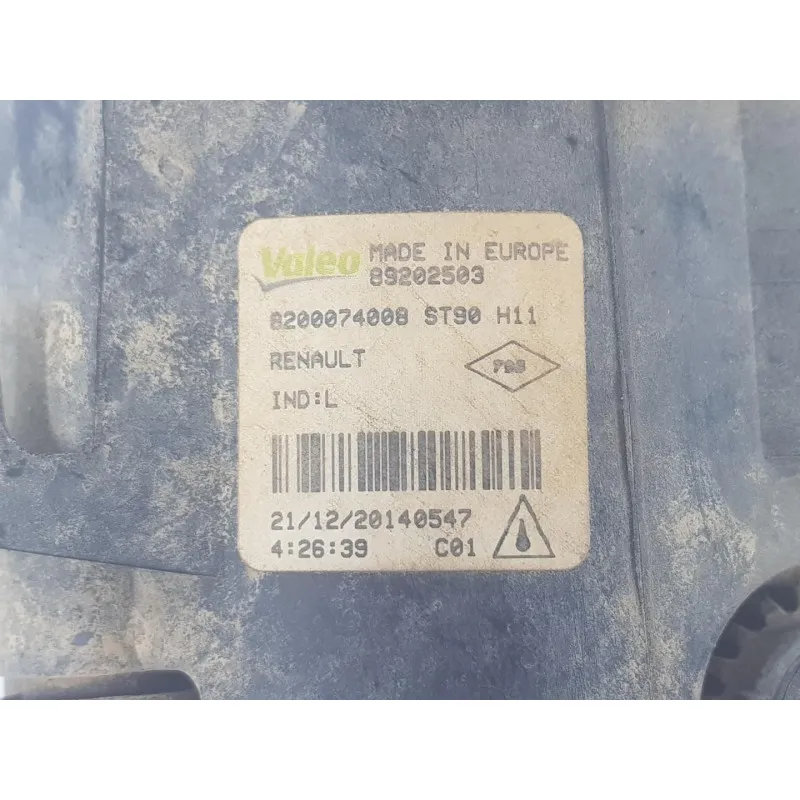 Valeo MADE IN EUROPE
89202503
8200074008 ST90 H11
RENAULT
IND:L
21/12/20140547
4:26:39 C01